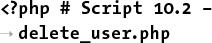 <?php # Script 10.2 -
→ delete_user.php